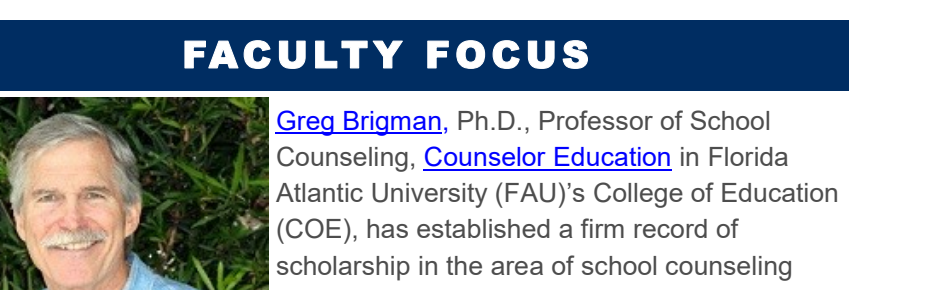 FACULTY FOCUS
Greg Brigman, Ph.D., Professor of School
Counseling, Counselor Education in Florida
Atlantic University (FAU)’s College of Education
(COE), has established a firm record of
scholarship in the area of school counseling